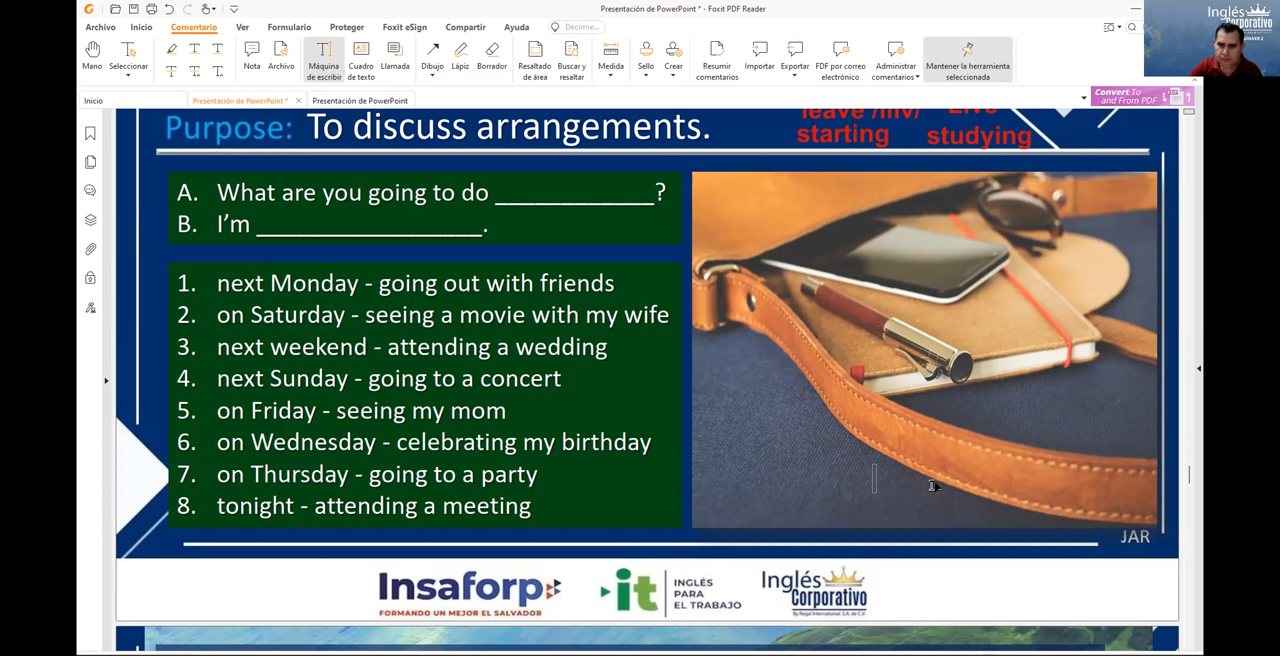 Presentación de PowerPoint * - Foxit PDF Reader
Archivo Inicio Comentario Ver Formulario Proteger Foxit eSign Compartir Ayuda Decirme...
Mano Seleccionar Nota Archivo Máquina de escribir Cuadro de texto Llamada Dibujo Lápiz Borrador Resaltado de área Buscar y resaltar Medida Sello Crear Resumir comentarios Importar Exportar FDF por correo electrónico Administrar comentarios Mantener la herramienta seleccionada
Inglés
Corporativo
Inicio Presentación de PowerPoint * Presentación de PowerPoint
Convert To
and From PDF
Purpose: To discuss arrangements.
starting studying
A. What are you going to do ____________?
B. I’m _________________.
1. next Monday - going out with friends
2. on Saturday - seeing a movie with my wife
3. next weekend - attending a wedding
4. next Sunday - going to a concert
5. on Friday - seeing my mom
6. on Wednesday - celebrating my birthday
7. on Thursday - going to a party
8. tonight - attending a meeting
JAR
Insaforp
FORMANDO UN MEJOR EL SALVADOR
it
INGLÉS
PARA
EL TRABAJO
Inglés
Corporativo
By Regal International, S.A. de C.V.